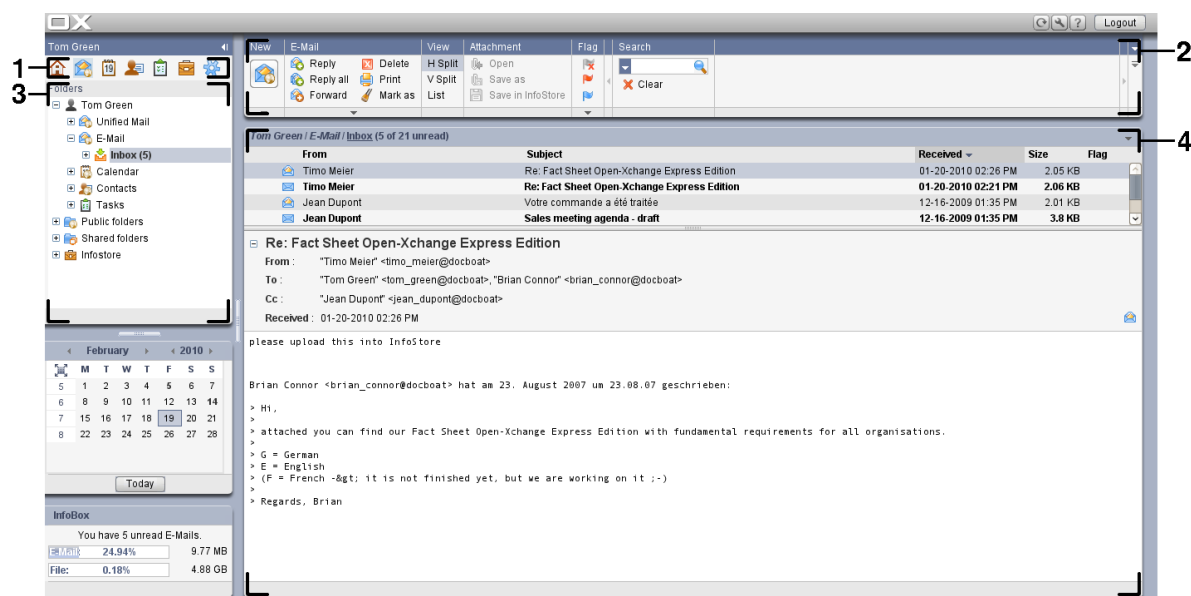 OX
Logout
Tom Green
New E-Mail View Attachment Flag Search
1
2
3
4
19
Reply Delete H Split Open
Reply all Print V Split Save as
Forward Mark as List Save in InfoStore
Clear
Folders
Tom Green
Unified Mail
E-Mail
Inbox (5)
Calendar
Contacts
Tasks
Public folders
Shared folders
Infostore
Tom Green / E-Mail / Inbox (5 of 21 unread)
From Subject Received Size Flag
Timo Meier Re: Fact Sheet Open-Xchange Express Edition 01-20-2010 02:26 PM 2.05 KB
Timo Meier Re: Fact Sheet Open-Xchange Express Edition 01-20-2010 02:21 PM 2.06 KB
Jean Dupont Votre commande a été traitée 12-16-2009 01:35 PM 2.01 KB
Jean Dupont Sales meeting agenda - draft 12-16-2009 01:35 PM 3.8 KB
Re: Fact Sheet Open-Xchange Express Edition
From : "Timo Meier" <timo_meier@docboat>
To : "Tom Green" <tom_green@docboat>, "Brian Connor" <brian_connor@docboat>
Cc : "Jean Dupont" <jean_dupont@docboat>
Received : 01-20-2010 02:26 PM
please upload this into InfoStore
Brian Connor <brian_connor@docboat> hat am 23. August 2007 um 23.08.07 geschrieben:
> Hi,
>
> attached you can find our Fact Sheet Open-Xchange Express Edition with fundamental requirements for all organisations.
>
> G = German
> E = English
> (F = French -&gt; it is not finished yet, but we are working on it ;-)
>
> Regards, Brian
February 2010
M T W T F S S
5 1 2 3 4 5 6 7
6 8 9 10 11 12 13 14
7 15 16 17 18 19 20 21
8 22 23 24 25 26 27 28
Today
InfoBox
You have 5 unread E-Mails.
E-Mail: 24.94% 9.77 MB
File: 0.18% 4.88 GB